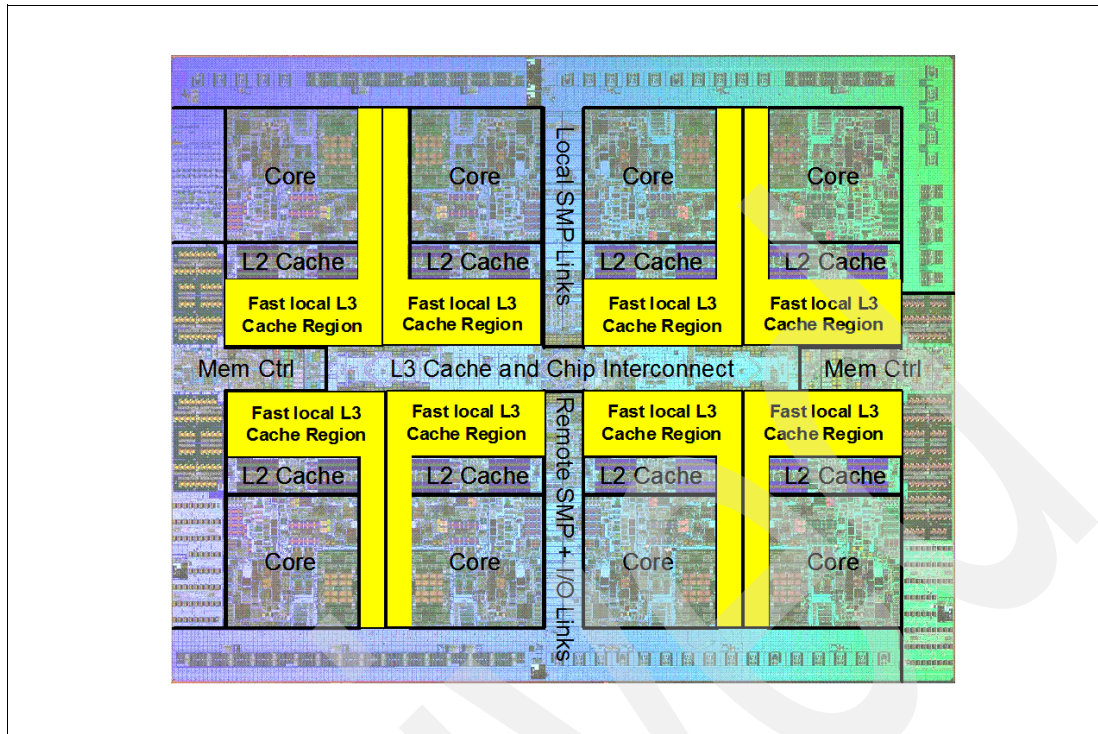 Core
Core
Core
Core
Local SMP Links
L2 Cache
L2 Cache
L2 Cache
L2 Cache
Fast local L3
Cache Region
Fast local L3
Cache Region
Fast local L3
Cache Region
Fast local L3
Cache Region
Mem Ctrl
L3 Cache and Chip Interconnect
Mem Ctrl
Fast local L3
Cache Region
Fast local L3
Cache Region
Fast local L3
Cache Region
Fast local L3
Cache Region
Remote SMP + I/O Links
L2 Cache
L2 Cache
L2 Cache
L2 Cache
Core
Core
Core
Core